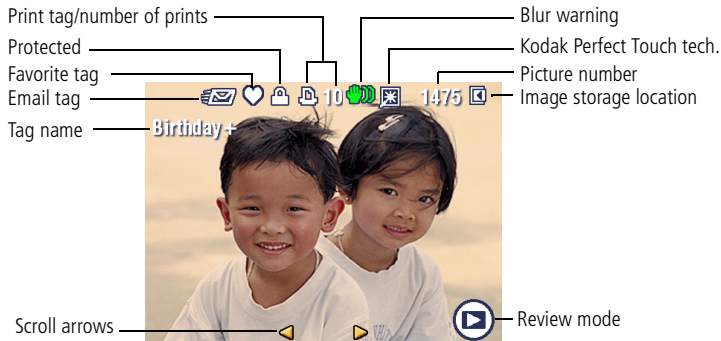 Print tag/number of prints
Protected
Favorite tag
Email tag
Tag name
Blur warning
Kodak Perfect Touch tech.
Picture number
Image storage location
10 1475
Birthday +
Scroll arrows
Review mode